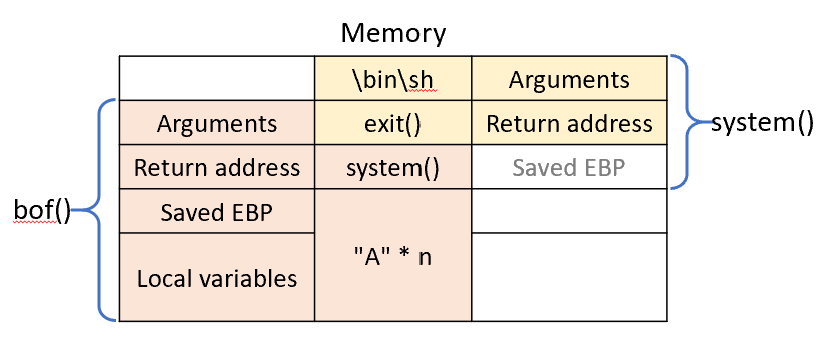 Memory
\bin\sh Arguments
Arguments exit() Return address system()
Return address system() Saved EBP
bof() Saved EBP
"A" * n
Local variables